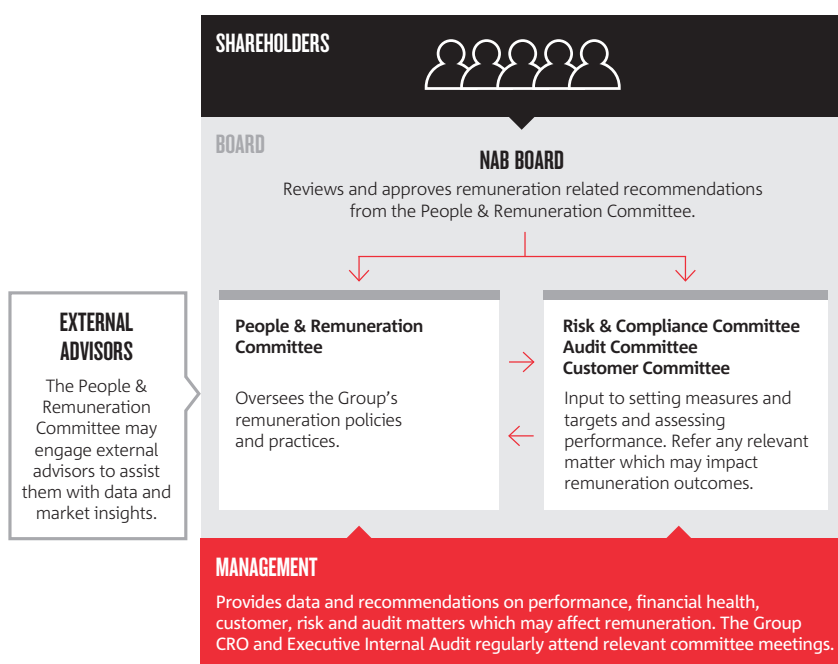 SHAREHOLDERS
BOARD
NAB BOARD
Reviews and approves remuneration related recommendations
from the People & Remuneration Committee.
EXTERNAL
ADVISORS
The People &
Remuneration
Committee may
engage external
advisors to assist
them with data and
market insights.
People & Remuneration
Committee
Oversees the Group’s
remuneration policies
and practices.
Risk & Compliance Committee
Audit Committee
Customer Committee
Input to setting measures and
targets and assessing
performance. Refer any relevant
matter which may impact
remuneration outcomes.
MANAGEMENT
Provides data and recommendations on performance, financial health,
customer, risk and audit matters which may affect remuneration. The Group
CRO and Executive Internal Audit regularly attend relevant committee meetings.